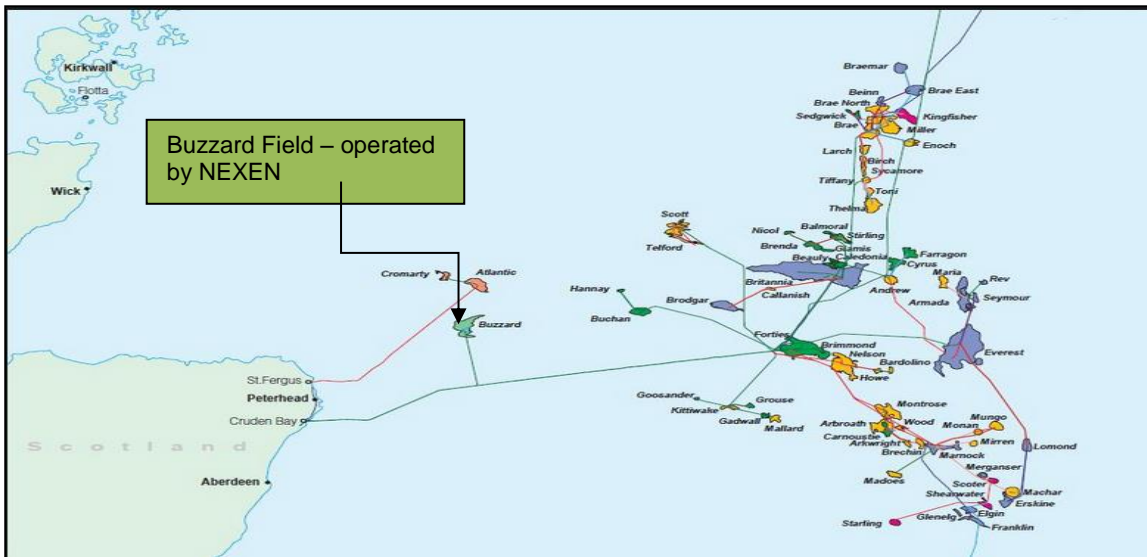 Kirkwall
Flotta
Wick
Buzzard Field – operated
by NEXEN
Cromarty
Atlantic
Buzzard
St.Fergus
Peterhead
Cruden Bay
Scotland
Aberdeen
Braemar
Beinn
Brae East
Brae North
Sedgwick
Kingfisher
Brae
Miller
Enoch
Larch
Birch
Sycamore
Tiffany
Toni
Thelma
Scott
Telford
Nicol
Balmoral
Stirling
Brenda
Glamis
Beauly
Caledonia
Farragon
Cyrus
Maria
Rev
Britannia
Andrew
Armada
Seymour
Hannay
Brodgar
Callanish
Buchan
Forties
Brimmond
Nelson
Bardolino
Everest
Howe
Goosander
Grouse
Kittiwake
Gadwall
Mallard
Montrose
Arbroath
Wood
Mungo
Monan
Carnoustie
Arkwright
Mirren
Brechin
Marnock
Lomond
Madoes
Merganser
Scoter
Shearwater
Machar
Erskine
Starling
Glenelg
Elgin
Franklin